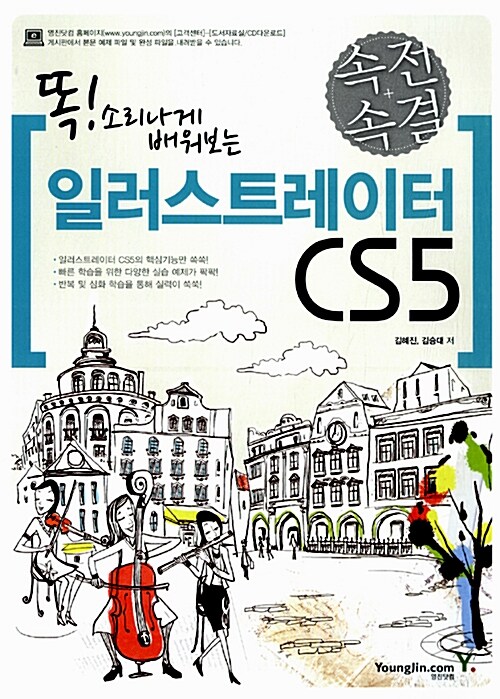 영진닷컴 홈페이지(www.youngjin.com)의 [고객센터]-[도서자료실/CD다운로드]
게시판에서 본문 예제 파일 및 완성 파일을 내려받을 수 있습니다.
속전
+
속결
똑! 소리나게
배워보는
일러스트레이터
CS5
· 일러스트레이터 CS5의 핵심기능만 쏙쏙!
· 빠른 학습을 위한 다양한 실습 예제가 팍팍!
· 반복 및 심화 학습을 통해 실력이 쑥쑥!
김혜진, 김승대 저
YoungJin.com Y.
영진닷컴